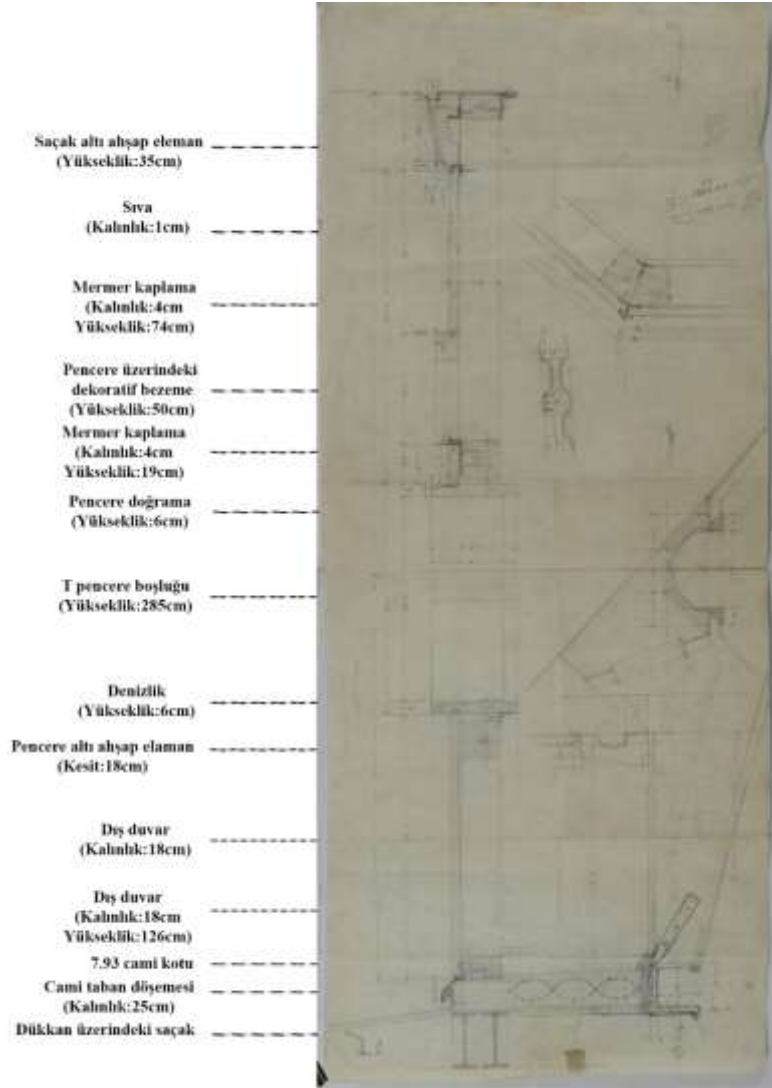 Saçak altı ahşap eleman
(Yükseklik:35cm)
Sıva
(Kalınlık:1cm)
Mermer kaplama
(Kalınlık:4cm
Yükseklik:74cm)
Pencere üzerindeki
dekoratif bezeme
(Yükseklik:50cm)
Mermer kaplama
(Kalınlık:4cm
Yükseklik:19cm)
Pencere doğrama
(Yükseklik:6cm)
T pencere boşluğu
(Yükseklik:285cm)
Denizlik
(Yükseklik:6cm)
Pencere altı ahşap elaman
(Kesit:18cm)
Dış duvar
(Kalınlık:18cm)
Dış duvar
(Kalınlık:18cm
Yükseklik:126cm)
7.93 cami kotu
Cami taban döşemesi
(Kalınlık:25cm)
Dükkan üzerindeki saçak